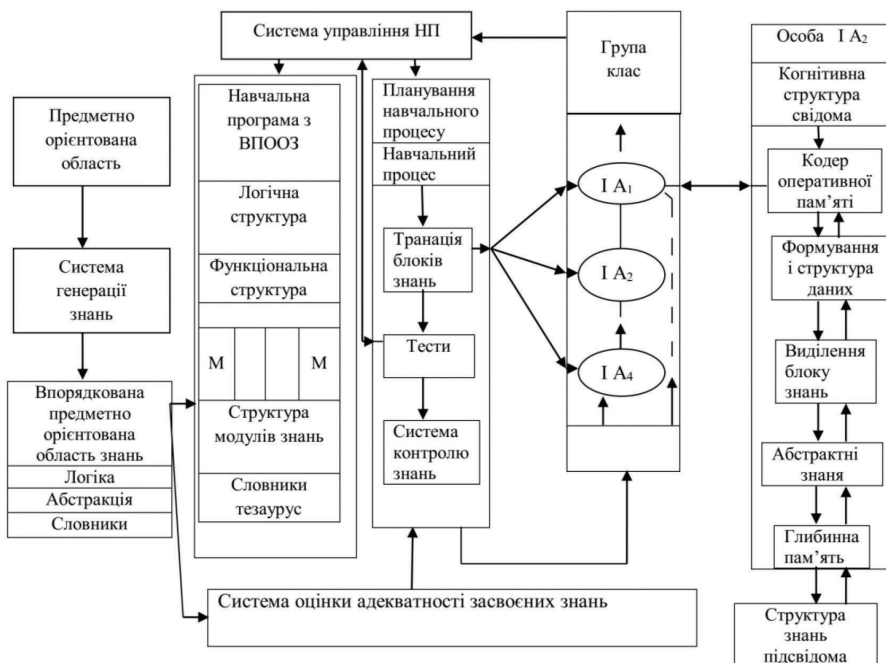 Система управління НП
Група
клас
Особа І А₂
Когнітивна
структура
свідома
Предметно
орієнтована
область
Навчальна
програма з
ВПООЗ
Планування
навчального
процесу
Навчальний
процес
І А₁
Кодер
оперативної
пам’яті
Логічна
структура
Система
генерації
знань
Функціональна
структура
Транація
блоків
знань
І А₂
Формування
і структура
даних
М
М
Тести
І А₄
Виділення
блоку
знань
Впорядкована
предметно
орієнтована
область знань
Логіка
Абстракція
Словники
Структура
модулів знань
Словники
тезаурус
Система
контролю
знань
Абстрактні
знаня
Глибинна
пам’ять
Система оцінки адекватності засвоєних знань
Структура
знань
підсвідома